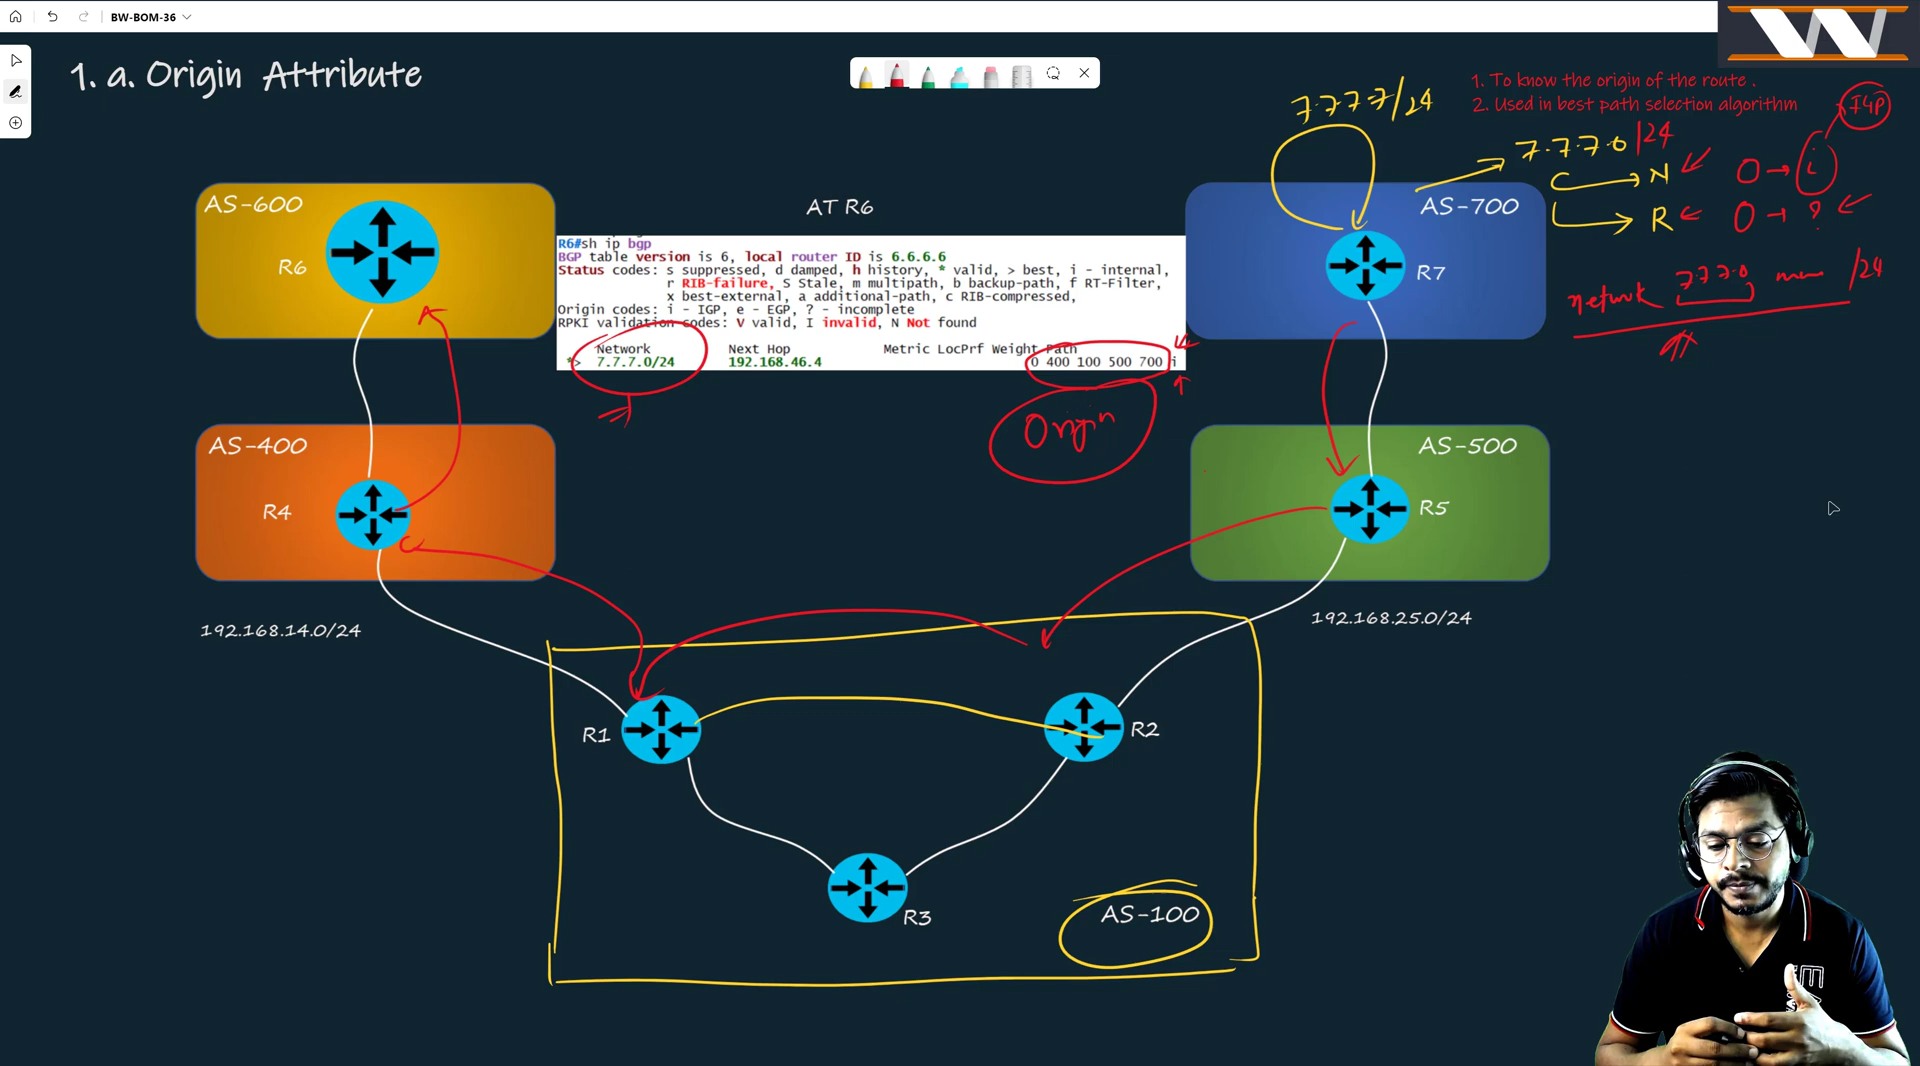 BW-BOM-36
1. a. Origin Attribute
1. To know the origin of the route .
2. Used in best path selection algorithm
IGP
7.7.7.7/24
7.7.7.0/24
N
O → i
R
O → ?
network 7.7.7.0 /24
AS-600
R6
AT R6
R6#sh ip bgp
BGP table version is 6, local router ID is 6.6.6.6
Status codes: s suppressed, d damped, h history, * valid, > best, i - internal,
r RIB-failure, S Stale, m multipath, b backup-path, f RT-Filter,
x best-external, a additional-path, c RIB-compressed,
Origin codes: i - IGP, e - EGP, ? - incomplete
RPKI validation codes: V valid, I invalid, N Not found
Network Next Hop Metric LocPrf Weight Path
*> 7.7.7.0/24 192.168.46.4 0 400 100 500 700 i
Origin
AS-700
R7
AS-400
R4
AS-500
R5
192.168.14.0/24
192.168.25.0/24
R1
R2
R3
AS-100